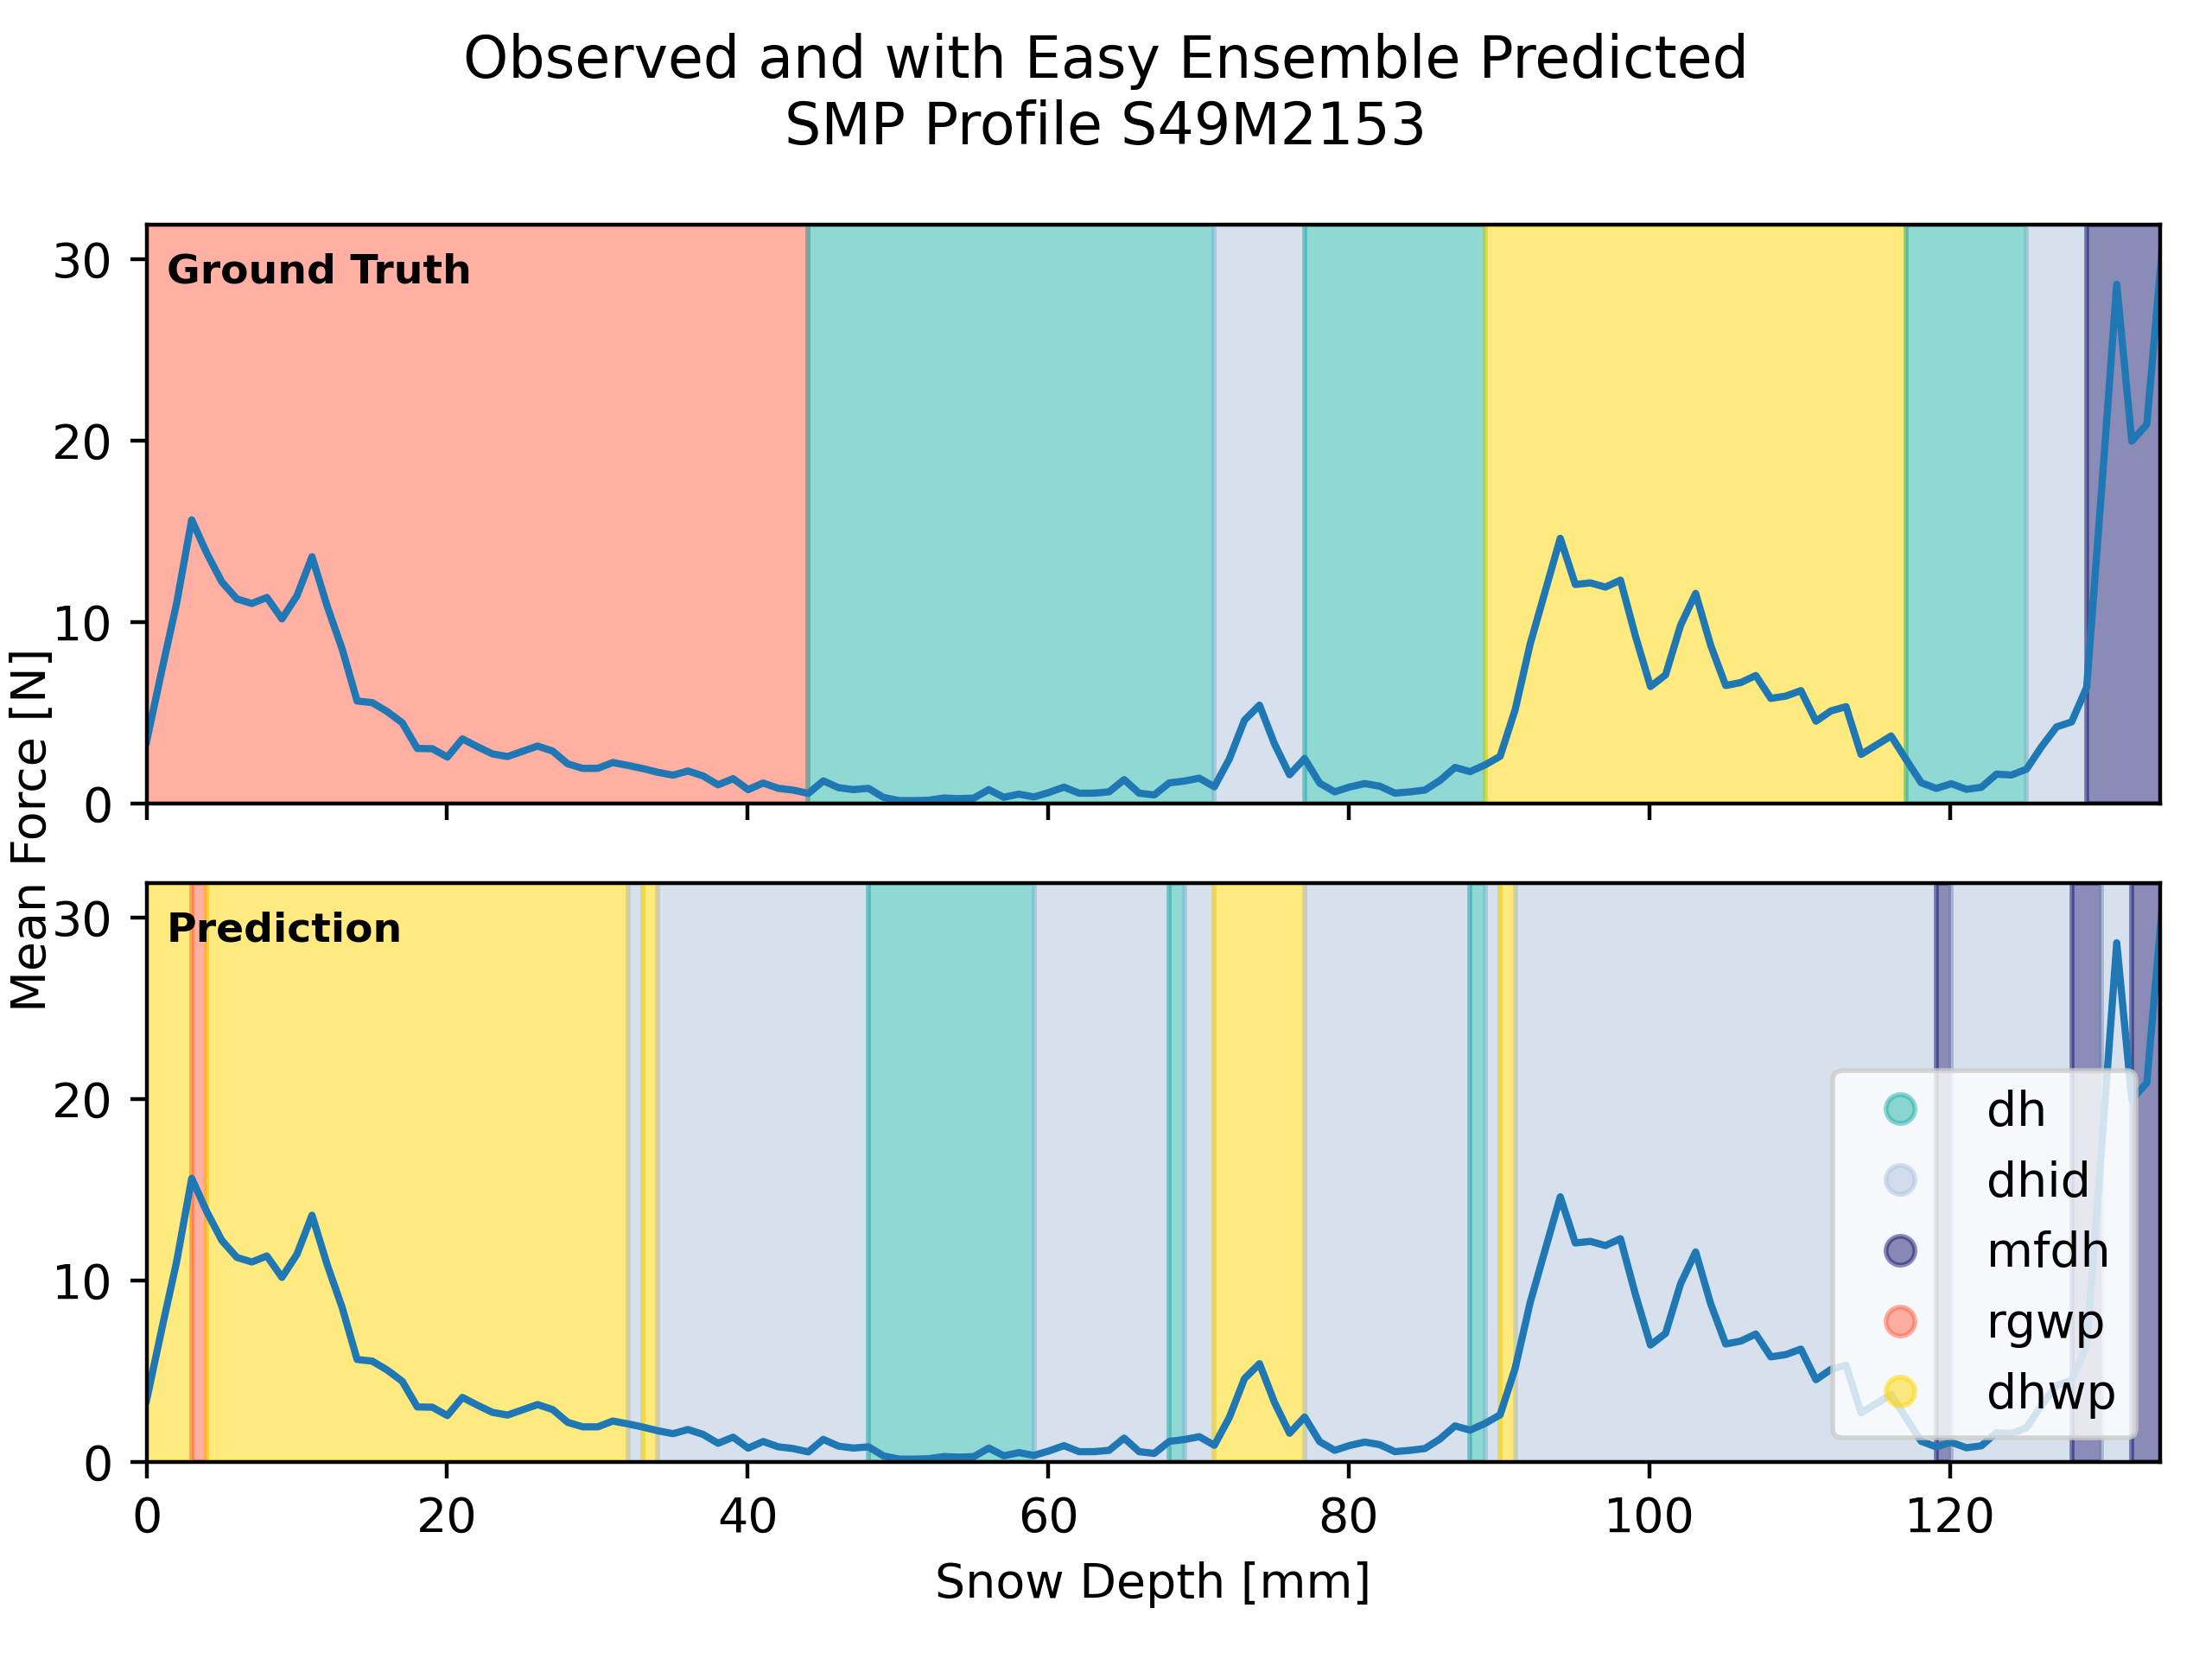 Observed and with Easy Ensemble Predicted
SMP Profile S49M2153
Mean Force [N]
30
20
10
0
Ground Truth
30
20
10
0
Prediction
dh
dhid
mfdh
rgwp
dhwp
0 20 40 60 80 100 120
Snow Depth [mm]